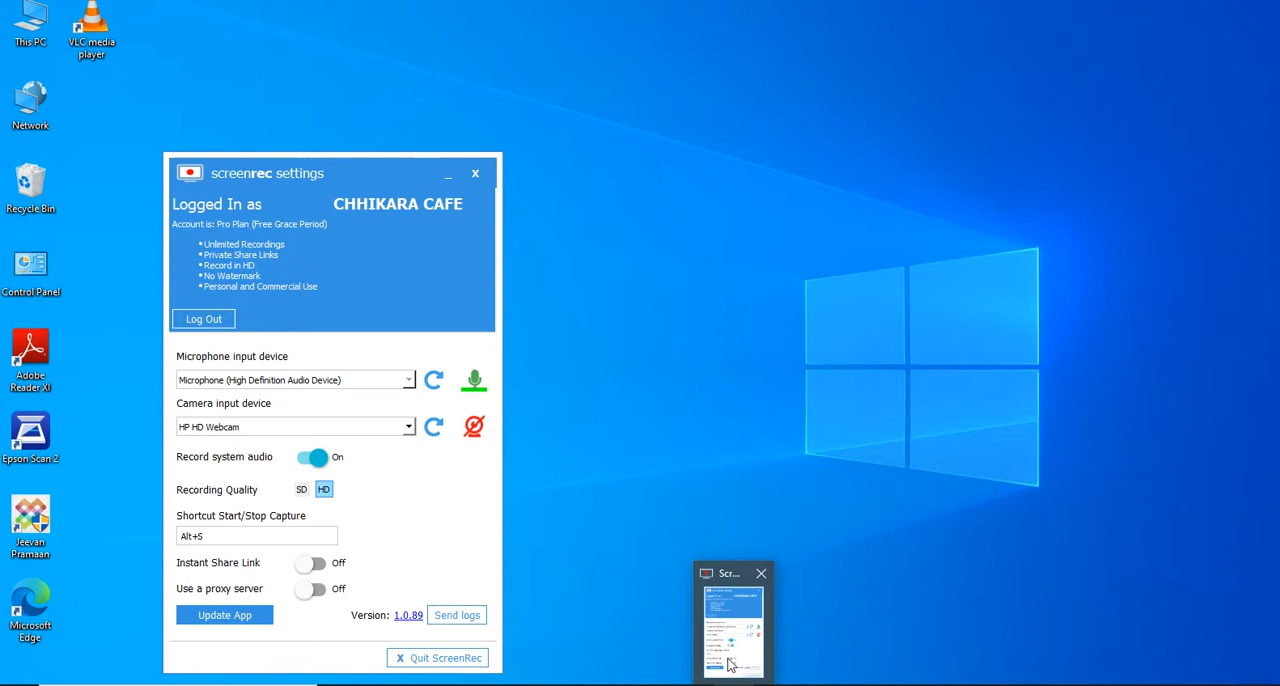 This PC
VLC media
player
Network
Recycle Bin
Control Panel
Adobe
Reader XI
Epson Scan 2
Jeevan
Pramaan
Microsoft
Edge
screenrec settings
_ X
Logged In as CHHIKARA CAFE
Account is: Pro Plan (Free Grace Period)
• Unlimited Recordings
• Private Share Links
• Record in HD
• No Watermark
• Personal and Commercial Use
Log Out
Microphone input device
Microphone (High Definition Audio Device)
Camera input device
HP HD Webcam
Record system audio On
Recording Quality SD HD
Shortcut Start/Stop Capture
Alt+S
Instant Share Link Off
Use a proxy server Off
Update App Version: 1.0.89 Send logs
X Quit ScreenRec
Scr...